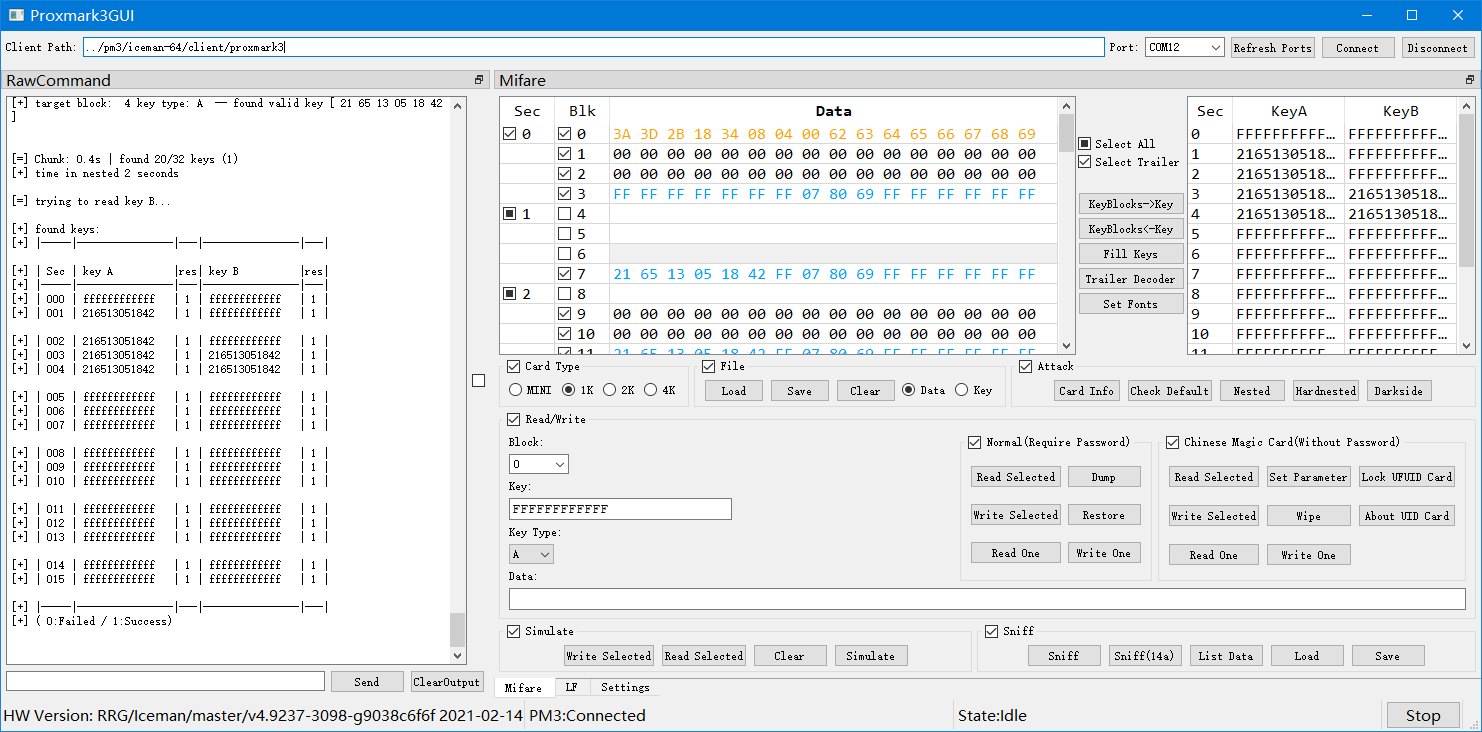 Proxmark3GUI
Client Path: ../pm3/iceman-64/client/proxmark3 Port: COM12 Refresh Ports Connect Disconnect
RawCommand
[+] target block:  4 key type: A  -- found valid key [ 21 65 13 05 18 42
]
[=] Chunk: 0.4s | found 20/32 keys (1)
[+] time in nested 2 seconds
[=] trying to read key B...
[+] found keys:
[+] |-----|----------------|---|----------------|---|
[+] | Sec | key A          |res| key B          |res|
[+] |-----|----------------|---|----------------|---|
[+] | 000 | ffffffffffff   | 1 | ffffffffffff   | 1 |
[+] | 001 | 216513051842   | 1 | ffffffffffff   | 1 |
[+] | 002 | 216513051842   | 1 | ffffffffffff   | 1 |
[+] | 003 | 216513051842   | 1 | 216513051842   | 1 |
[+] | 004 | 216513051842   | 1 | 216513051842   | 1 |
[+] | 005 | ffffffffffff   | 1 | ffffffffffff   | 1 |
[+] | 006 | ffffffffffff   | 1 | ffffffffffff   | 1 |
[+] | 007 | ffffffffffff   | 1 | ffffffffffff   | 1 |
[+] | 008 | ffffffffffff   | 1 | ffffffffffff   | 1 |
[+] | 009 | ffffffffffff   | 1 | ffffffffffff   | 1 |
[+] | 010 | ffffffffffff   | 1 | ffffffffffff   | 1 |
[+] | 011 | ffffffffffff   | 1 | ffffffffffff   | 1 |
[+] | 012 | ffffffffffff   | 1 | ffffffffffff   | 1 |
[+] | 013 | ffffffffffff   | 1 | ffffffffffff   | 1 |
[+] | 014 | ffffffffffff   | 1 | ffffffffffff   | 1 |
[+] | 015 | ffffffffffff   | 1 | ffffffffffff   | 1 |
[+] |-----|----------------|---|----------------|---|
[+] ( 0:Failed / 1:Success)
Send ClearOutput
Mifare
Sec Blk Data
0 0 3A 3D 2B 18 34 08 04 00 62 63 64 65 66 67 68 69
1 00 00 00 00 00 00 00 00 00 00 00 00 00 00 00 00
2 00 00 00 00 00 00 00 00 00 00 00 00 00 00 00 00
3 FF FF FF FF FF FF 07 80 69 FF FF FF FF FF FF
1 4
5
6
7 21 65 13 05 18 42 FF 07 80 69 FF FF FF FF FF FF
2 8
9 00 00 00 00 00 00 00 00 00 00 00 00 00 00 00 00
10 00 00 00 00 00 00 00 00 00 00 00 00 00 00 00 00
11 21 65 13 05 18 42 FF 07 80 69 FF FF FF FF FF FF
Select All
Select Trailer
KeyBlocks->Key
KeyBlocks<-Key
Fill Keys
Trailer Decoder
Set Fonts
Sec KeyA KeyB
0 FFFFFFFFFF... FFFFFFFFFF...
1 2165130518... FFFFFFFFFF...
2 2165130518... FFFFFFFFFF...
3 2165130518... 2165130518...
4 2165130518... 2165130518...
5 FFFFFFFFFF... FFFFFFFFFF...
6 FFFFFFFFFF... FFFFFFFFFF...
7 FFFFFFFFFF... FFFFFFFFFF...
8 FFFFFFFFFF... FFFFFFFFFF...
9 FFFFFFFFFF... FFFFFFFFFF...
10 FFFFFFFFFF... FFFFFFFFFF...
11 FFFFFFFFFF... FFFFFFFFFF...
Card Type
MINI 1K 2K 4K
File
Load Save Clear Data Key
Attack
Card Info Check Default Nested Hardnested Darkside
Read/Write
Block:
0
Key:
FFFFFFFFFFFF
Key Type:
A
Data:
Normal(Require Password)
Read Selected Dump
Write Selected Restore
Read One Write One
Chinese Magic Card(Without Password)
Read Selected Set Parameter Lock UFUID Card
Write Selected Wipe About UID Card
Read One Write One
Simulate
Write Selected Read Selected Clear Simulate
Sniff
Sniff Sniff(14a) List Data Load Save
Mifare LF Settings
HW Version: RRG/Iceman/master/v4.9237-3098-g9038c6f6f 2021-02-14 PM3:Connected State:Idle Stop